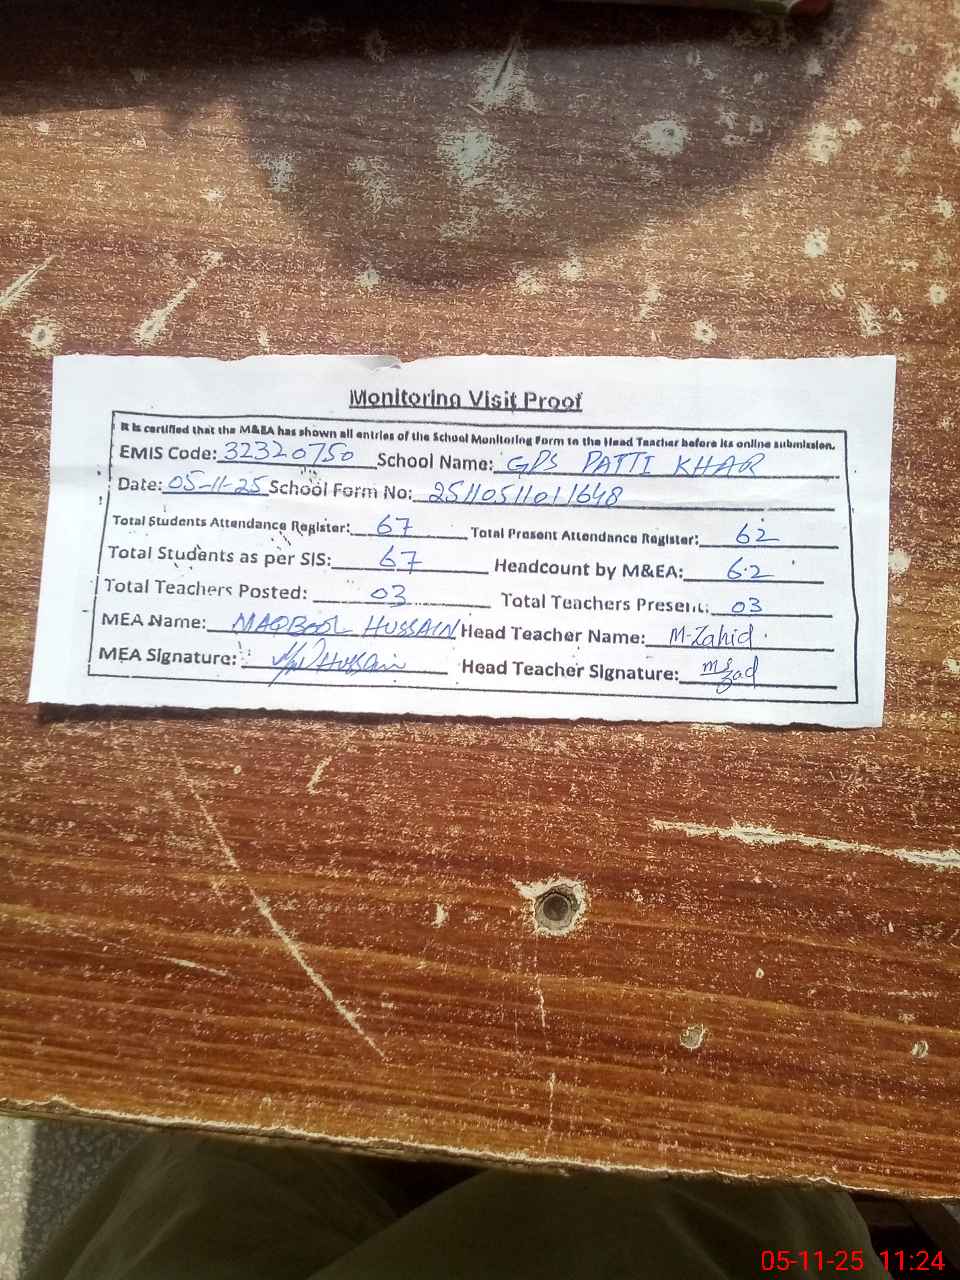 Monitoring Visit Proof
It is certified that the M&EA has shown all entries of the School Monitoring Form to the Head Teacher before its online submission.
EMIS Code: 32320750 School Name: GPS PATTI KHAR
Date: 05-11-25 School Form No: 25110511011648
Total Students Attendance Register: 67 Total Present Attendance Register: 62
Total Students as per SIS: 67 Headcount by M&EA: 62
Total Teachers Posted: 03 Total Teachers Present: 03
MEA Name: MAQBOOL HUSSAIN Head Teacher Name: M-Zahid
MEA Signature: Hussain Head Teacher Signature:
05-11-25 11:24